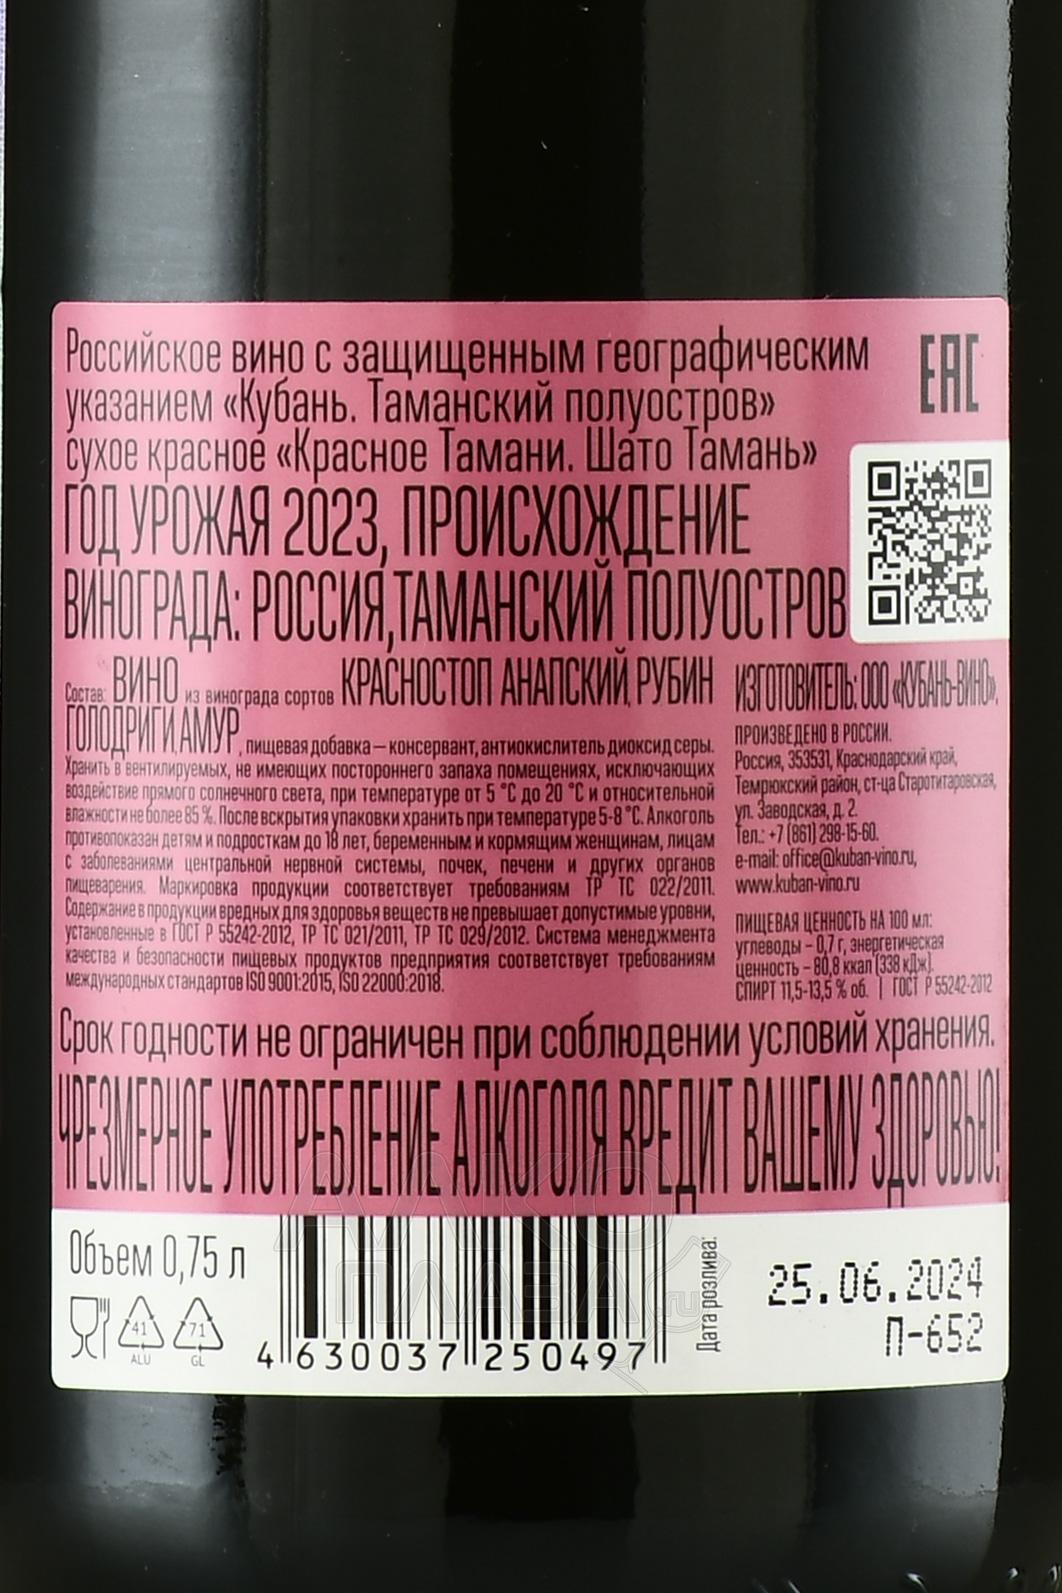 Российское вино с защищенным географическим
указанием «Кубань. Таманский полуостров»
сухое красное «Красное Тамани. Шато Тамань»
ГОД УРОЖАЯ 2023, ПРОИСХОЖДЕНИЕ
ВИНОГРАДА: РОССИЯ,ТАМАНСКИЙ ПОЛУОСТРОВ
EAC
Состав: ВИНО из винограда сортов КРАСНОСТОП АНАПСКИЙ, РУБИН
ГОЛОДРИГИ,АМУР, пищевая добавка – консервант, антиокислитель диоксид серы.
Хранить в вентилируемых, не имеющих постороннего запаха помещениях, исключающих
воздействие прямого солнечного света, при температуре от 5 °С до 20 °С и относительной
влажности не более 85 %. После вскрытия упаковки хранить при температуре 5-8 °С. Алкоголь
противопоказан детям и подросткам до 18 лет, беременным и кормящим женщинам, лицам
с заболеваниями центральной нервной системы, почек, печени и других органов
пищеварения. Маркировка продукции соответствует требованиям ТР ТС 022/2011.
Содержание в продукции вредных для здоровья веществ не превышает допустимые уровни,
установленные в ГОСТ Р 55242-2012, ТР ТС 021/2011, ТР ТС 029/2012. Система менеджмента
качества и безопасности пищевых продуктов предприятия соответствует требованиям
международных стандартов ISO 9001:2015, ISO 22000:2018.
ИЗГОТОВИТЕЛЬ: ООО «КУБАНЬ-ВИНО»,
ПРОИЗВЕДЕНО В РОССИИ.
Россия, 353531, Краснодарский край,
Темрюкский район, ст-ца Старотитаровская,
ул. Заводская, д. 2.
Тел.: +7 (861) 298-15-60.
e-mail: office@kuban-vino.ru,
www.kuban-vino.ru
ПИЩЕВАЯ ЦЕННОСТЬ НА 100 мл:
углеводы – 0,7 г, энергетическая
ценность – 80,8 ккал (338 кДж).
СПИРТ 11,5-13,5 % об. | ГОСТ Р 55242-2012
Срок годности не ограничен при соблюдении условий хранения.
ЧРЕЗМЕРНОЕ УПОТРЕБЛЕНИЕ АЛКОГОЛЯ ВРЕДИТ ВАШЕМУ ЗДОРОВЬЮ!
Объем 0,75 л
41
ALU
71
GL
4 630037 250497
Дата розлива:
25.06.2024
П-652
АЛКО
ПЛАЗА
.ru